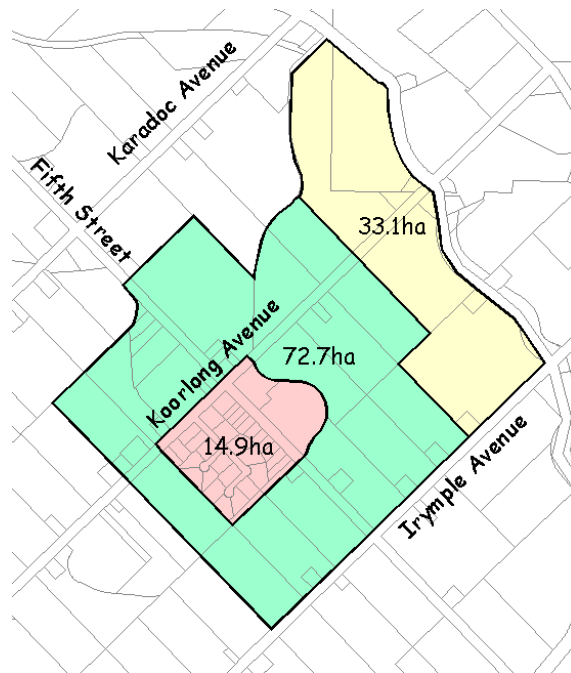 Karadoc Avenue
Fifth Street
33.1ha
Koorlong Avenue
72.7ha
14.9ha
Irymple Avenue